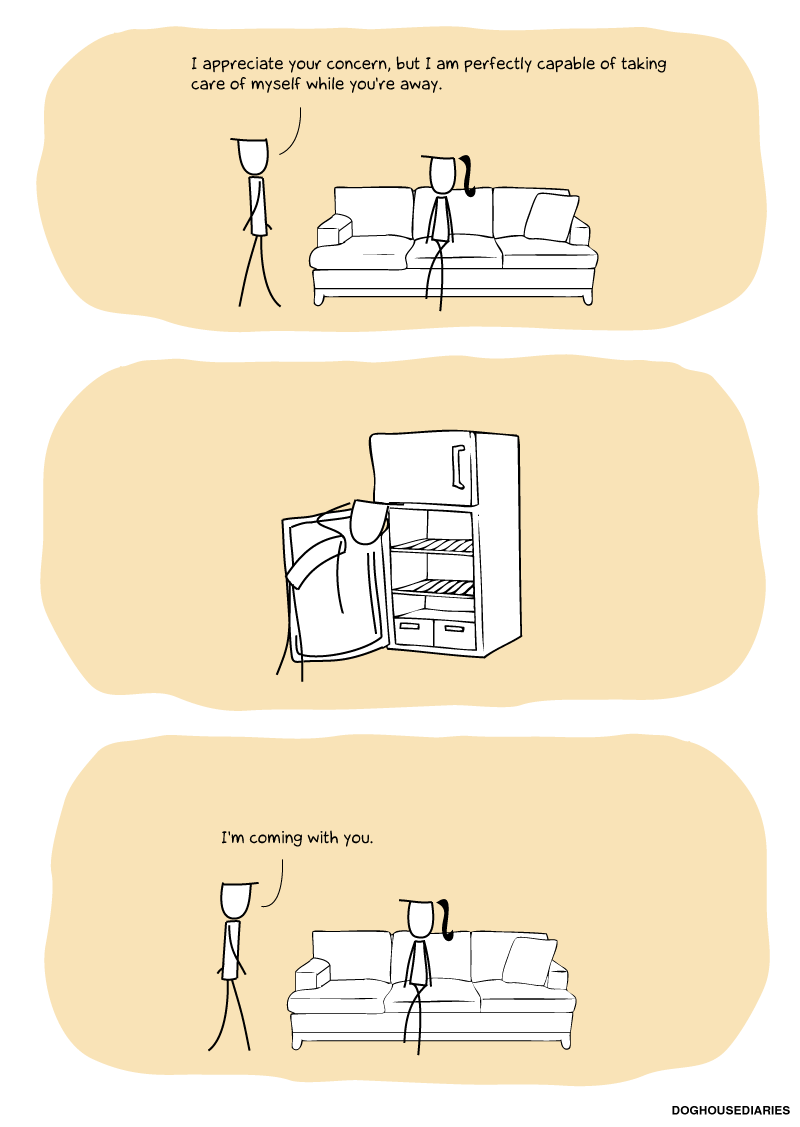 I appreciate your concern, but I am perfectly capable of taking
care of myself while you're away.
I'm coming with you.
DOGHOUSEDIARIES